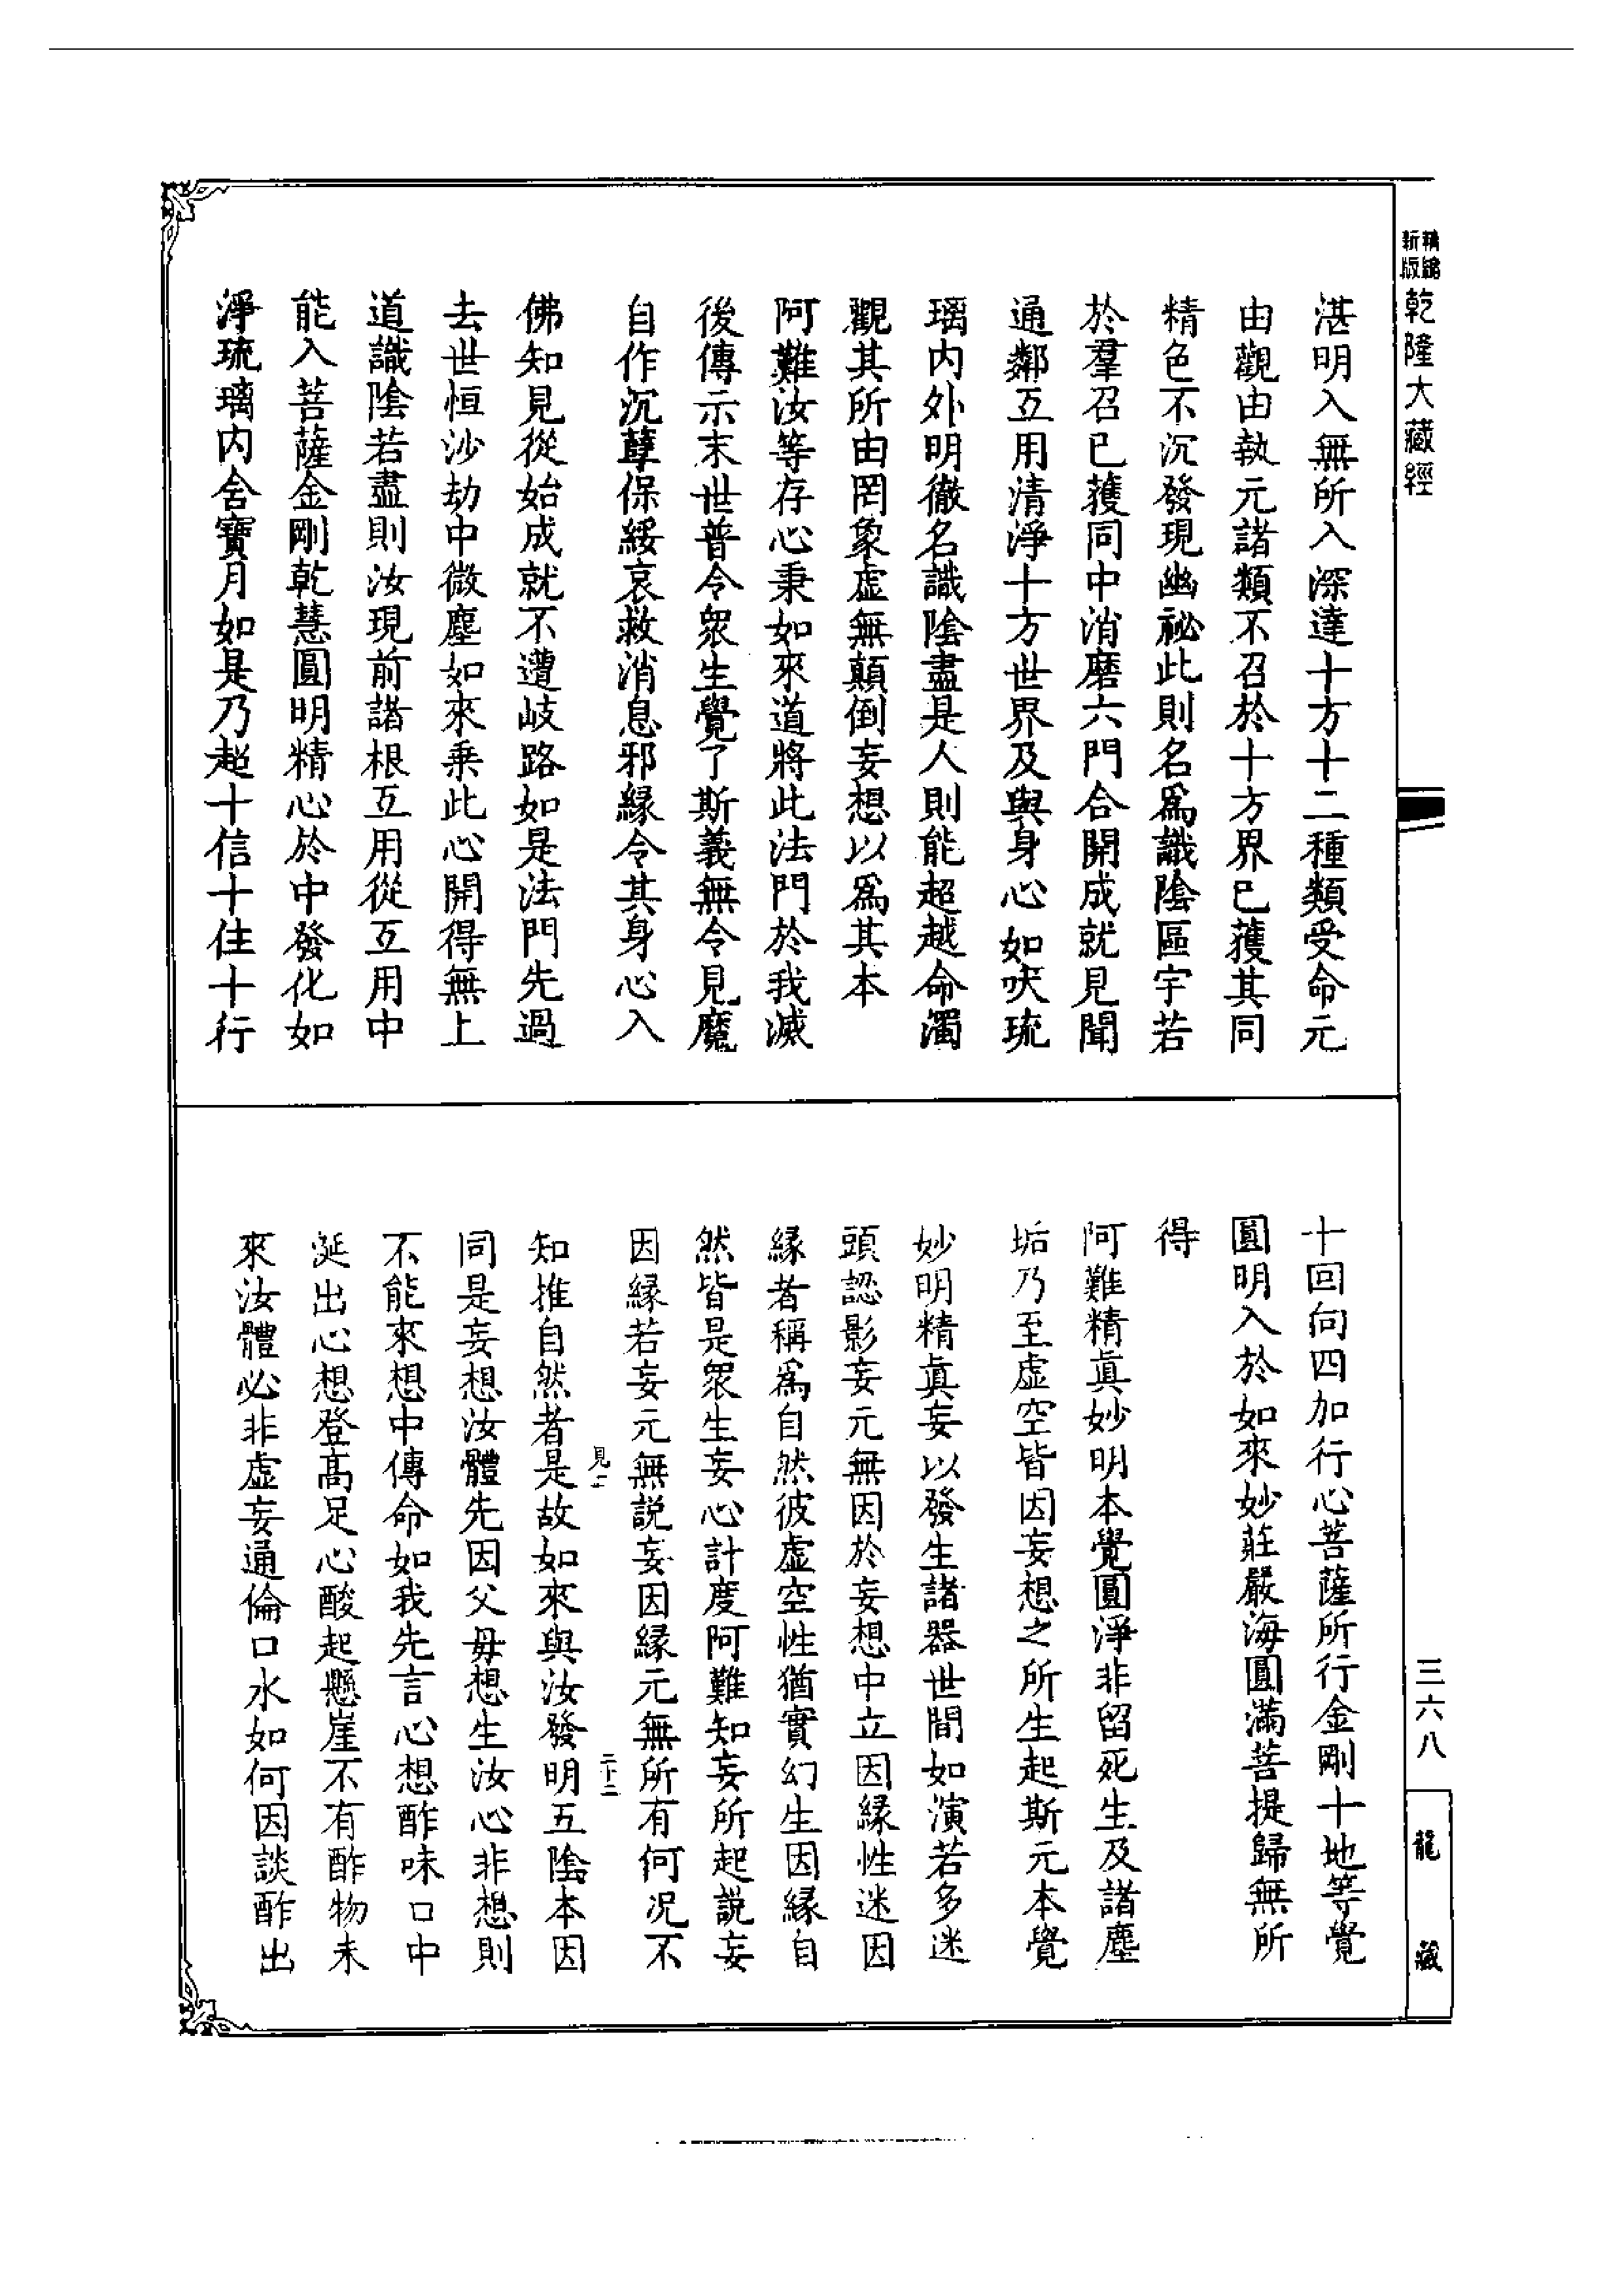 精編
新版
乾隆大藏經
湛明入無所入深達十方十二種類受命元
由觀由執元諸類不召於十方界已獲其同
精色不沉發現幽祕此則名爲識陰區宇若
於羣召已獲同中消磨六門合開成就見聞
通鄰互用清淨十方世界及與身心如吠琉
璃内外明徹名識陰盡是人則能超越命濁
觀其所由罔象虛無顛倒妄想以爲其本
阿難汝等存心秉如來道將此法門於我滅
後傳示末世普令眾生覺了斯義無令見魔
自作沉孽保綏哀救消息邪緣令其身心入
佛知見從始成就不遭岐路如是法門先過
去世恒沙劫中微塵如來乘此心開得無上
道識陰若盡則汝現前諸根互用從互用中
能入菩薩金剛乾慧圓明精心於中發化如
淨琉璃内含寶月如是乃超十信十住十行
十回向四加行心菩薩所行金剛十地等覺
圓明入於如來妙莊嚴海圓滿菩提歸無所
得
阿難精真妙明本覺圓淨非留死生及諸塵
垢乃至虛空皆因妄想之所生起斯元本覺
妙明精真妄以發生諸器世間如演若多迷
頭認影妄元無因於妄想中立因緣性迷因
緣者稱爲自然彼虛空性猶實幻生因緣自
然皆是眾生妄心計度阿難知妄所起説妄
因緣若妄元無説妄因緣元無所有何况不
見二
二十二
知推自然者是故如來與汝發明五陰本因
同是妄想汝體先因父母想生汝心非想則
不能來想中傳命如我先言心想酢味口中
涎出心想登高足心酸起懸崖不有酢物未
來汝體必非虛妄通倫口水如何因談酢出
三六八
龍藏